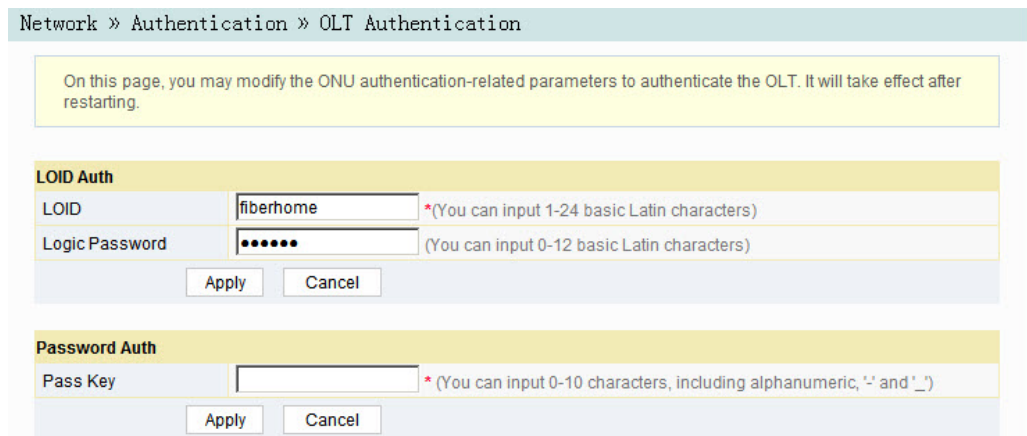 Network » Authentication » OLT Authentication
On this page, you may modify the ONU authentication-related parameters to authenticate the OLT. It will take effect after
restarting.
LOID Auth
LOID fiberhome *(You can input 1-24 basic Latin characters)
Logic Password ●●●●●● (You can input 0-12 basic Latin characters)
Apply Cancel
Password Auth
Pass Key * (You can input 0-10 characters, including alphanumeric, '-' and '_')
Apply Cancel